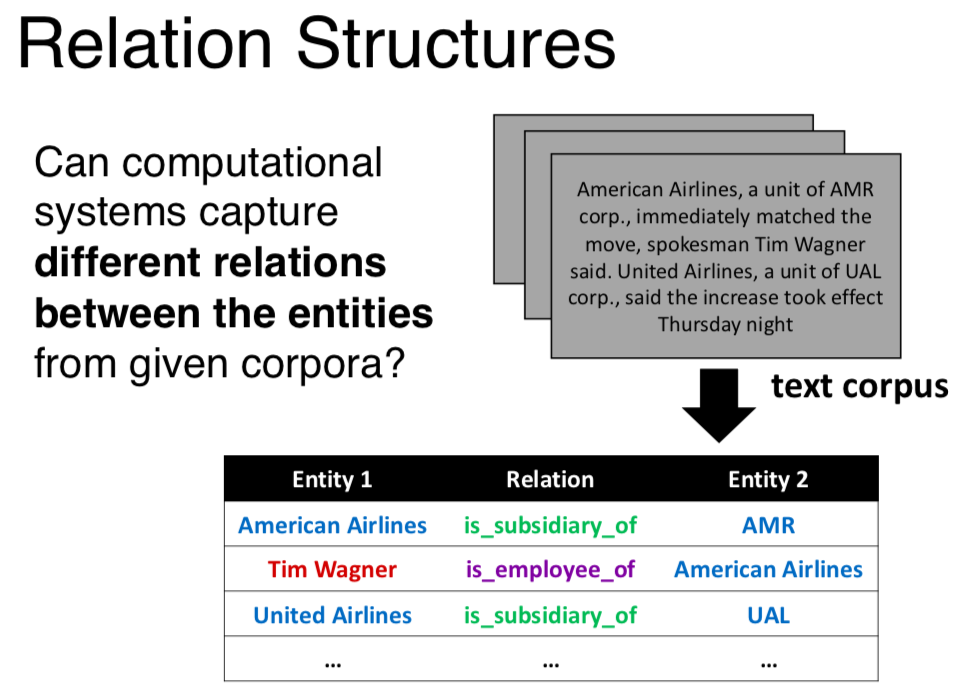 Relation Structures
Can computational
systems capture
different relations
between the entities
from given corpora?
American Airlines, a unit of AMR
corp., immediately matched the
move, spokesman Tim Wagner
said. United Airlines, a unit of UAL
corp., said the increase took effect
Thursday night
text corpus
Entity 1 Relation Entity 2
American Airlines is_subsidiary_of AMR
Tim Wagner is_employee_of American Airlines
United Airlines is_subsidiary_of UAL
... ... ...